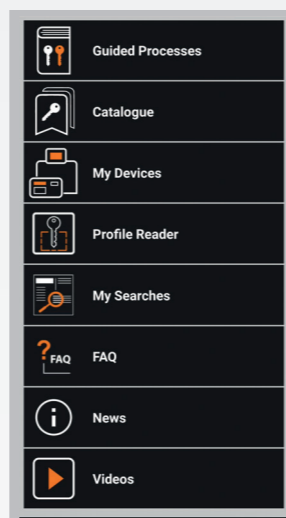 Guided Processes
Catalogue
My Devices
Profile Reader
My Searches
FAQ
FAQ
News
Videos